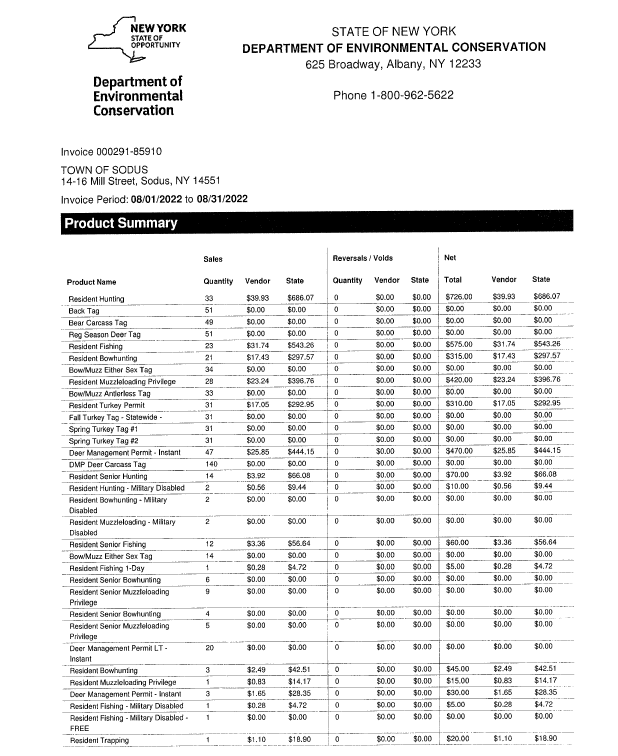 NEW YORK
STATE OF
OPPORTUNITY
Department of
Environmental
Conservation
STATE OF NEW YORK
DEPARTMENT OF ENVIRONMENTAL CONSERVATION
625 Broadway, Albany, NY 12233
Phone 1-800-962-5622
Invoice 000291-85910
TOWN OF SODUS
14-16 Mill Street, Sodus, NY 14551
Invoice Period: 08/01/2022 to 08/31/2022
Product Summary
Sales Reversals / Voids Net
Product Name Quantity Vendor State Quantity Vendor State Total Vendor State
Resident Hunting 33 $39.93 $686.07 0 $0.00 $0.00 $726.00 $39.93 $686.07
Back Tag 51 $0.00 $0.00 0 $0.00 $0.00 $0.00 $0.00 $0.00
Bear Carcass Tag 49 $0.00 $0.00 0 $0.00 $0.00 $0.00 $0.00 $0.00
Reg Season Deer Tag 51 $0.00 $0.00 0 $0.00 $0.00 $0.00 $0.00 $0.00
Resident Fishing 23 $31.74 $543.26 0 $0.00 $0.00 $575.00 $31.74 $543.26
Resident Bowhunting 21 $17.43 $297.57 0 $0.00 $0.00 $315.00 $17.43 $297.57
Bow/Muzz Either Sex Tag 34 $0.00 $0.00 0 $0.00 $0.00 $0.00 $0.00 $0.00
Resident Muzzleloading Privilege 28 $23.24 $396.76 0 $0.00 $0.00 $420.00 $23.24 $396.76
Bow/Muzz Antlerless Tag 33 $0.00 $0.00 0 $0.00 $0.00 $0.00 $0.00 $0.00
Resident Turkey Permit 31 $17.05 $292.95 0 $0.00 $0.00 $310.00 $17.05 $292.95
Fall Turkey Tag - Statewide - 31 $0.00 $0.00 0 $0.00 $0.00 $0.00 $0.00 $0.00
Spring Turkey Tag #1 31 $0.00 $0.00 0 $0.00 $0.00 $0.00 $0.00 $0.00
Spring Turkey Tag #2 31 $0.00 $0.00 0 $0.00 $0.00 $0.00 $0.00 $0.00
Deer Management Permit - Instant 47 $25.85 $444.15 0 $0.00 $0.00 $470.00 $25.85 $444.15
DMP Deer Carcass Tag 140 $0.00 $0.00 0 $0.00 $0.00 $0.00 $0.00 $0.00
Resident Senior Hunting 14 $3.92 $66.08 0 $0.00 $0.00 $70.00 $3.92 $66.08
Resident Hunting - Military Disabled 2 $0.56 $9.44 0 $0.00 $0.00 $10.00 $0.56 $9.44
Resident Bowhunting - Military 2 $0.00 $0.00 0 $0.00 $0.00 $0.00 $0.00 $0.00
Disabled
Resident Muzzleloading - Military 2 $0.00 $0.00 0 $0.00 $0.00 $0.00 $0.00 $0.00
Disabled
Resident Senior Fishing 12 $3.36 $56.64 0 $0.00 $0.00 $60.00 $3.36 $56.64
Bow/Muzz Either Sex Tag 14 $0.00 $0.00 0 $0.00 $0.00 $0.00 $0.00 $0.00
Resident Fishing 1-Day 1 $0.28 $4.72 0 $0.00 $0.00 $5.00 $0.28 $4.72
Resident Senior Bowhunting 6 $0.00 $0.00 0 $0.00 $0.00 $0.00 $0.00 $0.00
Resident Senior Muzzleloading 9 $0.00 $0.00 0 $0.00 $0.00 $0.00 $0.00 $0.00
Privilege
Resident Senior Bowhunting 4 $0.00 $0.00 0 $0.00 $0.00 $0.00 $0.00 $0.00
Resident Senior Muzzleloading 5 $0.00 $0.00 0 $0.00 $0.00 $0.00 $0.00 $0.00
Privilege
Deer Management Permit LT - 20 $0.00 $0.00 0 $0.00 $0.00 $0.00 $0.00 $0.00
Instant
Resident Bowhunting 3 $2.49 $42.51 0 $0.00 $0.00 $45.00 $2.49 $42.51
Resident Muzzleloading Privilege 1 $0.83 $14.17 0 $0.00 $0.00 $15.00 $0.83 $14.17
Deer Management Permit - Instant 3 $1.65 $28.35 0 $0.00 $0.00 $30.00 $1.65 $28.35
Resident Fishing - Military Disabled 1 $0.28 $4.72 0 $0.00 $0.00 $5.00 $0.28 $4.72
Resident Fishing - Military Disabled - 1 $0.00 $0.00 0 $0.00 $0.00 $0.00 $0.00 $0.00
FREE
Resident Trapping 1 $1.10 $18.90 0 $0.00 $0.00 $20.00 $1.10 $18.90